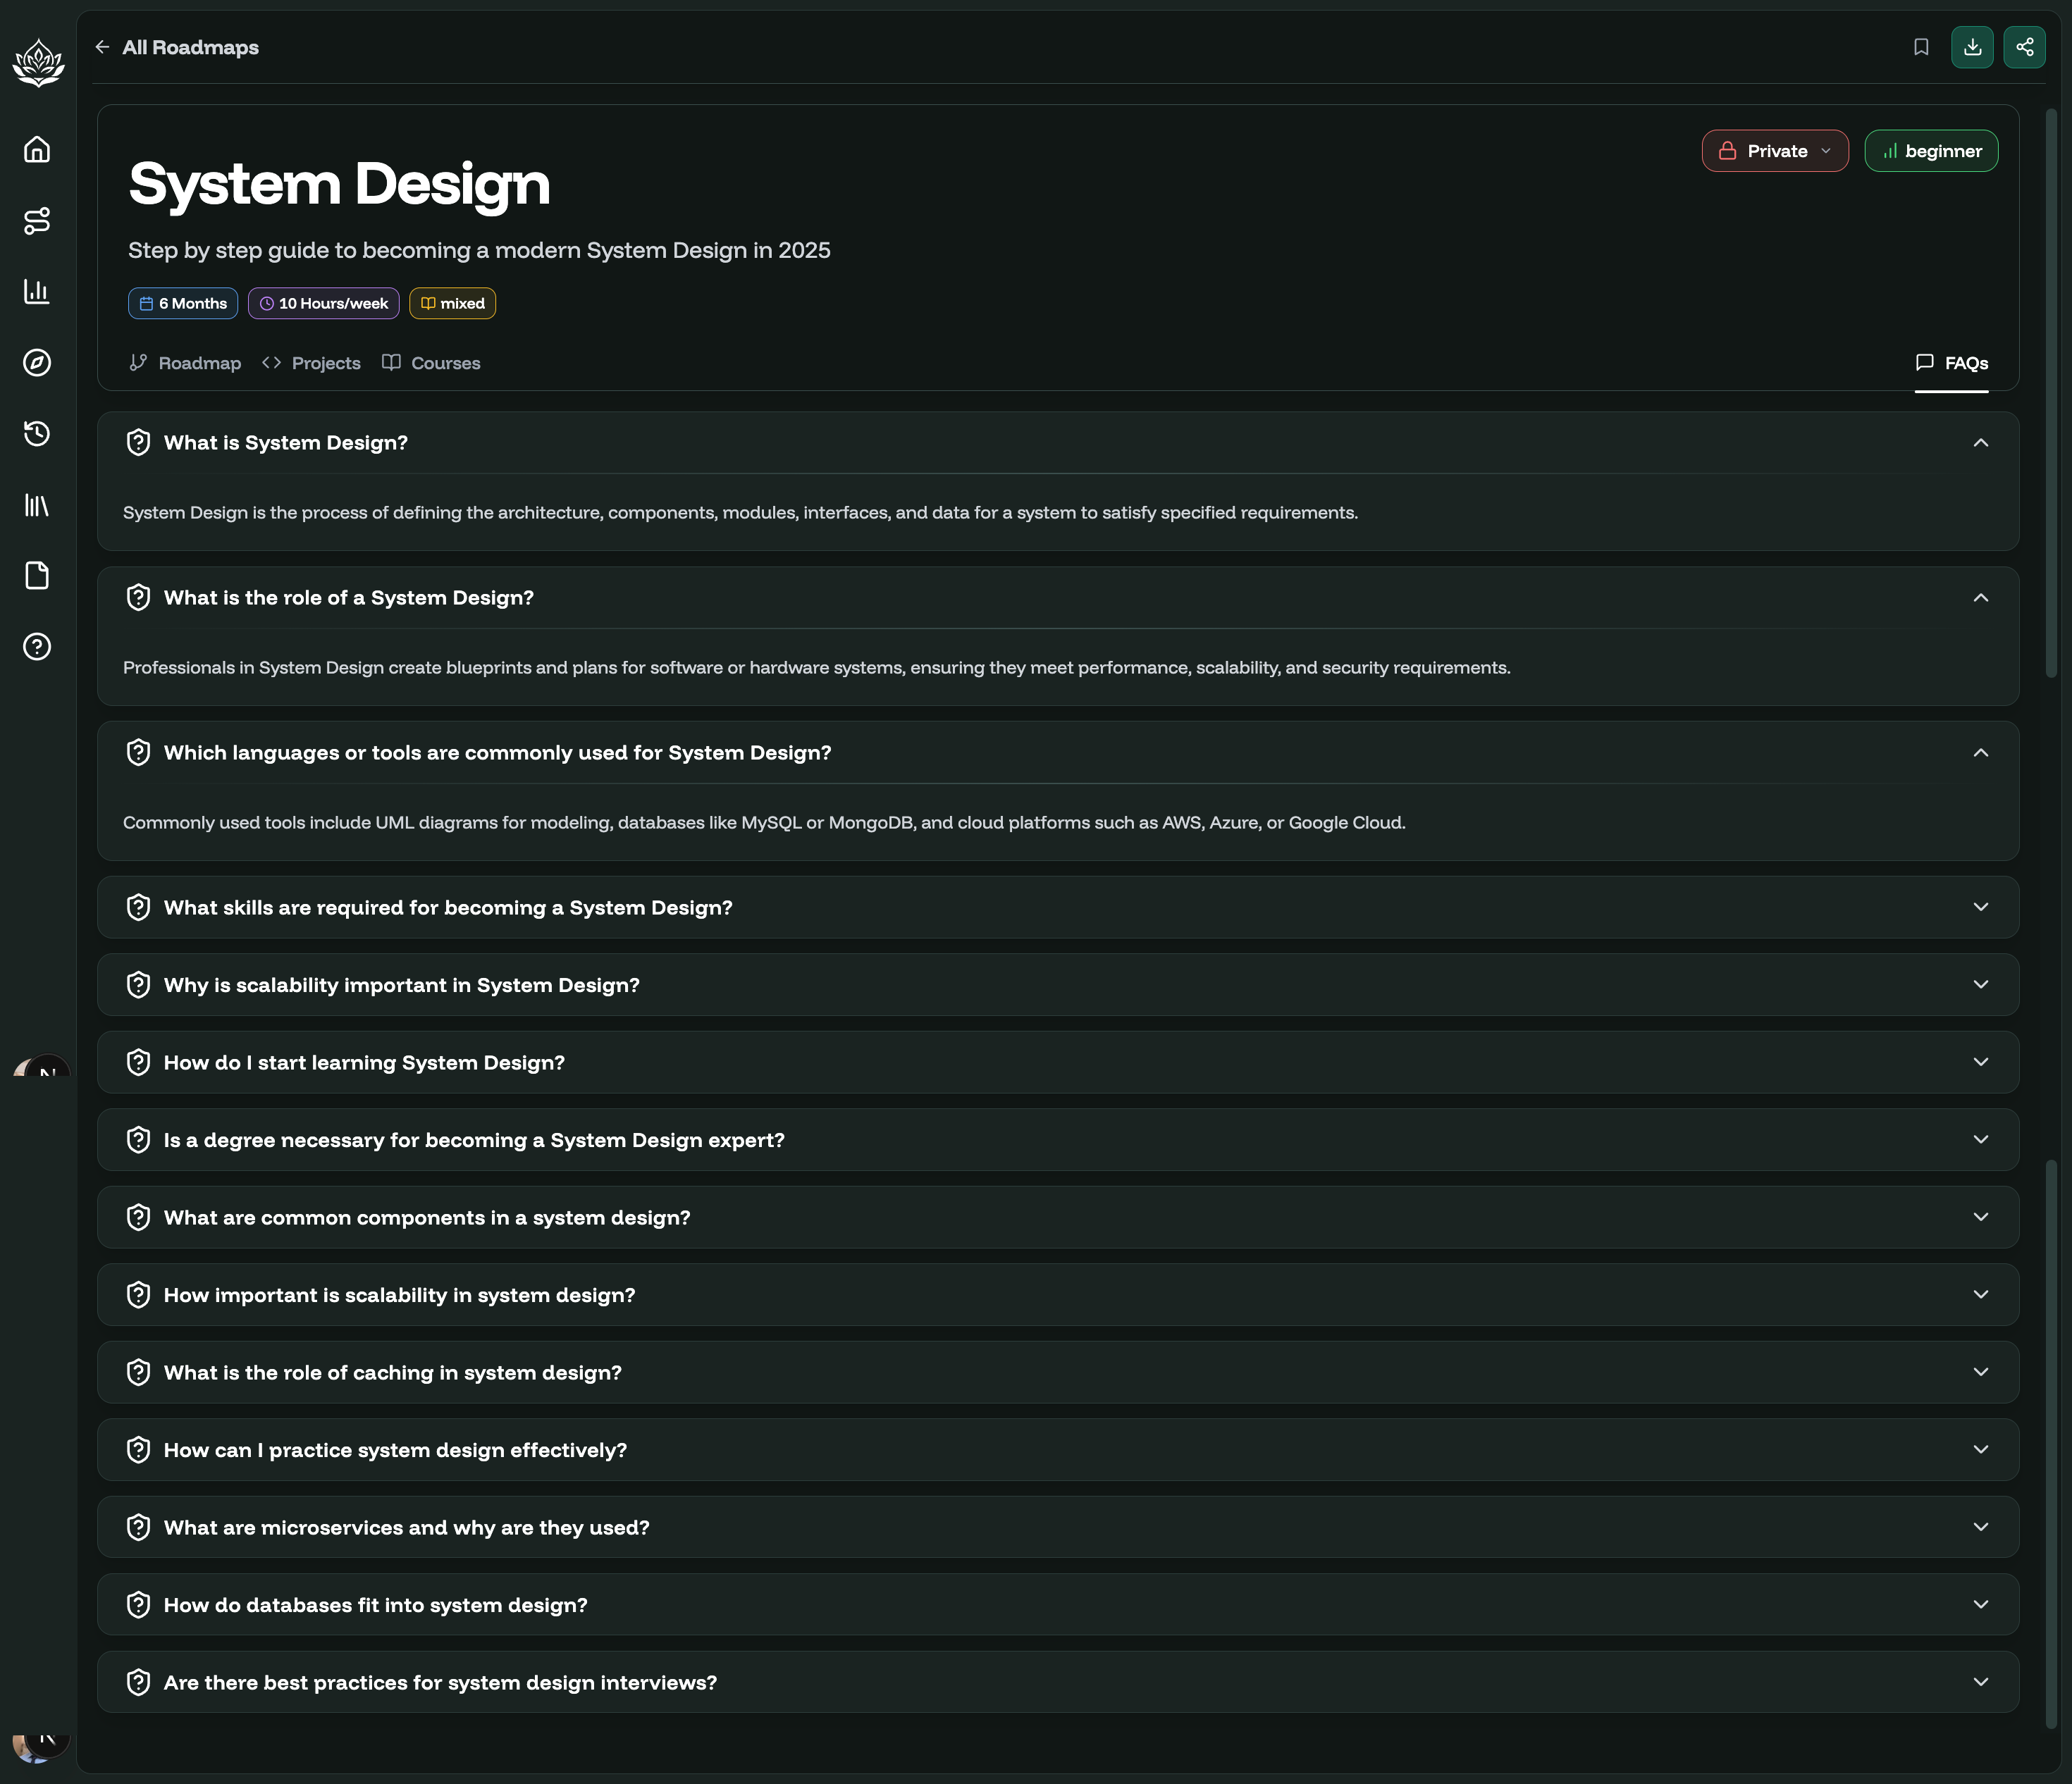 All Roadmaps
System Design
Private
beginner
Step by step guide to becoming a modern System Design in 2025
6 Months
10 Hours/week
mixed
Roadmap
Projects
Courses
FAQs
What is System Design?
System Design is the process of defining the architecture, components, modules, interfaces, and data for a system to satisfy specified requirements.
What is the role of a System Design?
Professionals in System Design create blueprints and plans for software or hardware systems, ensuring they meet performance, scalability, and security requirements.
Which languages or tools are commonly used for System Design?
Commonly used tools include UML diagrams for modeling, databases like MySQL or MongoDB, and cloud platforms such as AWS, Azure, or Google Cloud.
What skills are required for becoming a System Design?
Why is scalability important in System Design?
How do I start learning System Design?
Is a degree necessary for becoming a System Design expert?
What are common components in a system design?
How important is scalability in system design?
What is the role of caching in system design?
How can I practice system design effectively?
What are microservices and why are they used?
How do databases fit into system design?
Are there best practices for system design interviews?